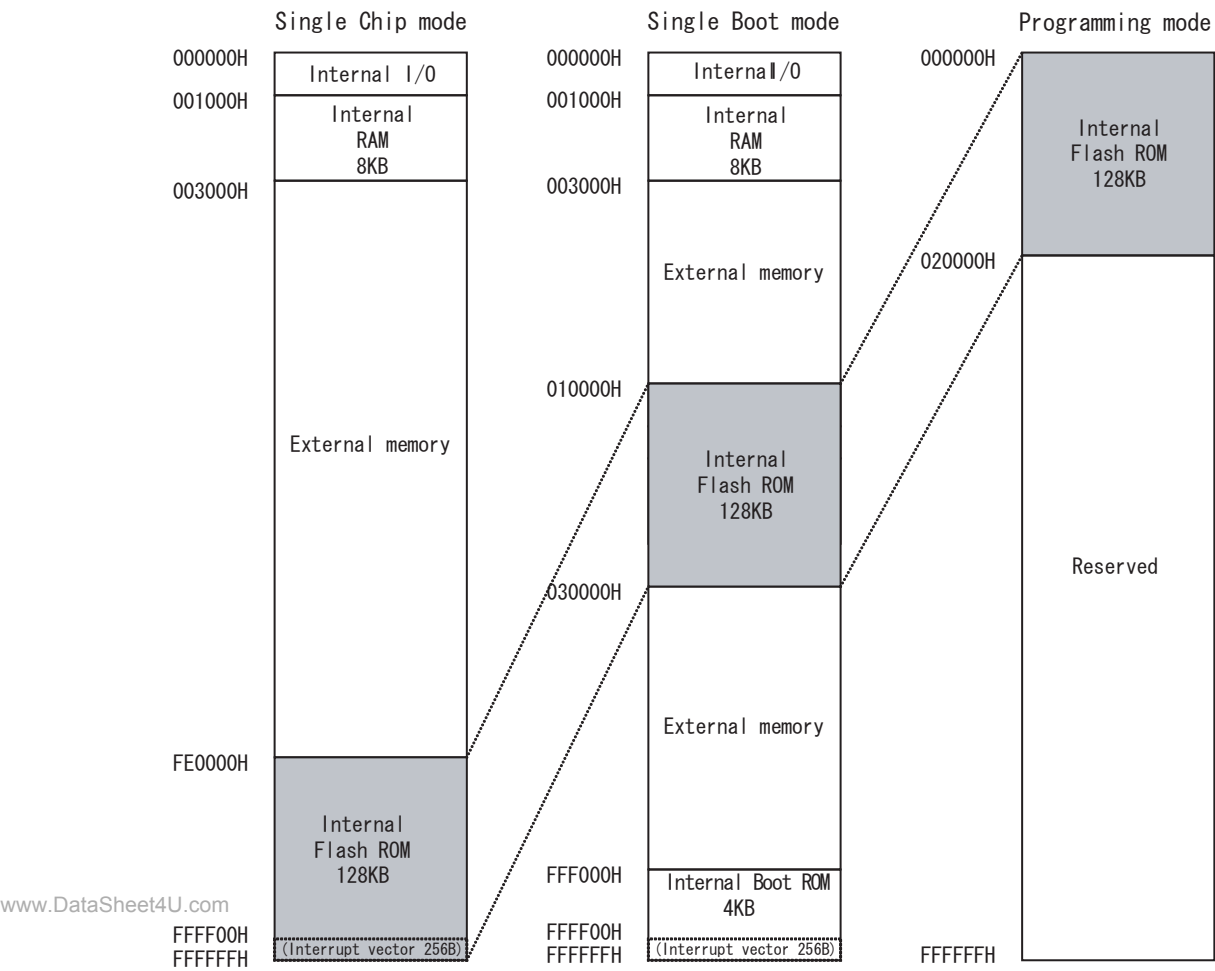 Single Chip mode
000000H
Internal I/O
001000H
Internal
RAM
8KB
003000H
External memory
FE0000H
Internal
Flash ROM
128KB
FFFF00H
(Interrupt vector 256B)
FFFFFFH
Single Boot mode
000000H
Internal I/O
001000H
Internal
RAM
8KB
003000H
External memory
010000H
Internal
Flash ROM
128KB
030000H
External memory
FFF000H
Internal Boot ROM
4KB
FFFF00H
(Interrupt vector 256B)
FFFFFFH
Programming mode
000000H
Internal
Flash ROM
128KB
020000H
Reserved
FFFFFFH
www.DataSheet4U.com